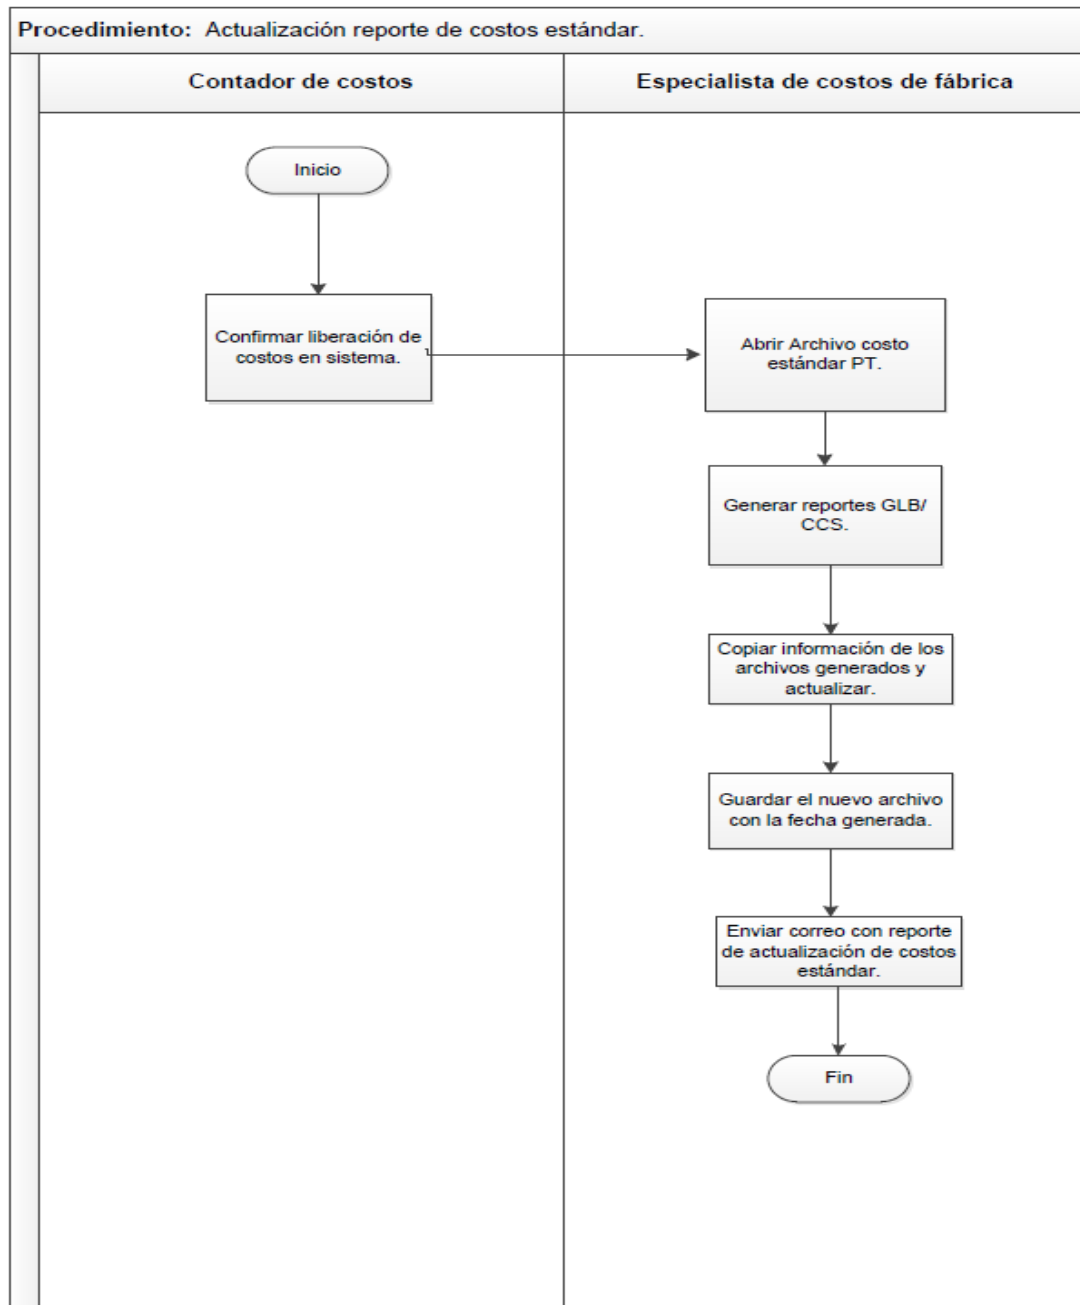 Procedimiento: Actualización reporte de costos estándar.
Contador de costos
Especialista de costos de fábrica
Inicio
Confirmar liberación de
costos en sistema.
Abrir Archivo costo
estándar PT.
Generar reportes GLB/
CCS.
Copiar información de los
archivos generados y
actualizar.
Guardar el nuevo archivo
con la fecha generada.
Enviar correo con reporte
de actualización de costos
estándar.
Fin